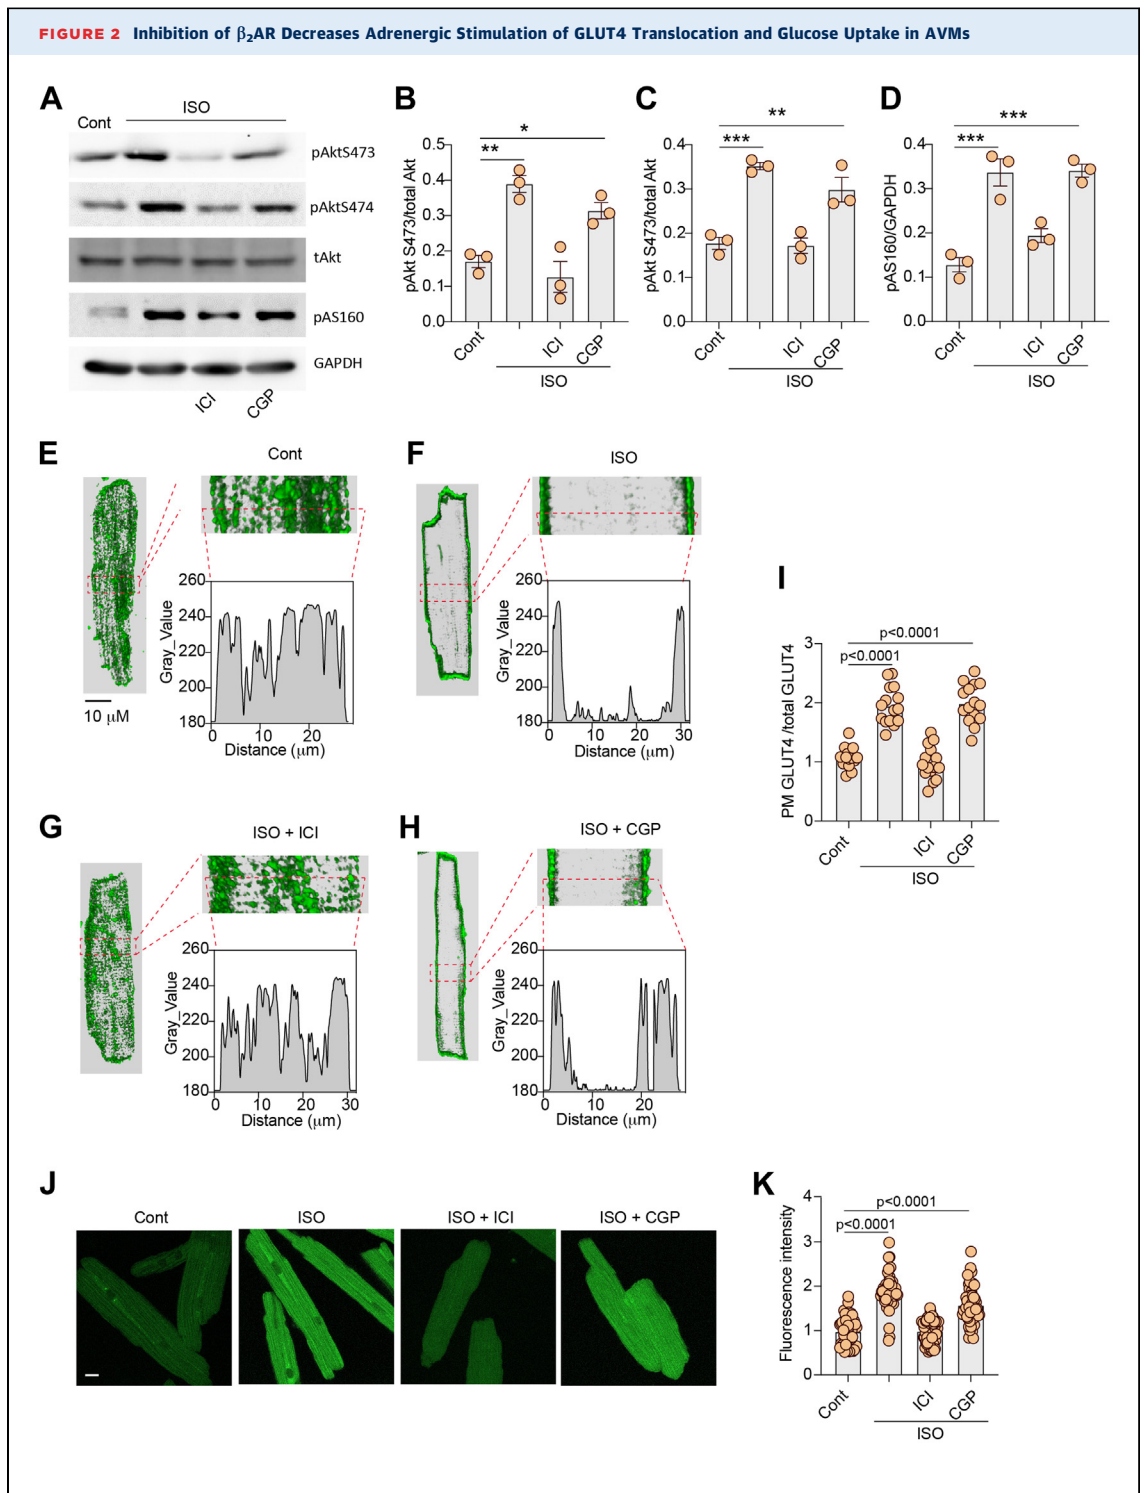 FIGURE 2 Inhibition of β₂AR Decreases Adrenergic Stimulation of GLUT4 Translocation and Glucose Uptake in AVMs
A
Cont
ISO
pAktS473
pAktS474
tAkt
pAS160
GAPDH
ICI
CGP
B
pAkt S473/total Akt
0.5
0.4
0.3
0.2
0.1
0.0
*
**
Cont
ICI
CGP
ISO
C
pAkt S473/total Akt
0.4
0.3
0.2
0.1
0.0
**
***
Cont
ICI
CGP
ISO
D
pAS160/GAPDH
0.4
0.3
0.2
0.1
0.0
***
***
Cont
ICI
CGP
ISO
E
Cont
10 μM
Gray_Value
260
240
220
200
180
0
10
20
Distance (μm)
F
ISO
Gray_Value
260
240
220
200
180
0
10
20
30
Distance (μm)
G
ISO + ICI
Gray_Value
260
240
220
200
180
0
10
20
30
Distance (μm)
H
ISO + CGP
Gray_Value
260
240
220
200
180
0
10
20
Distance (μm)
I
PM GLUT4 /total GLUT4
3
2
1
0
p<0.0001
p<0.0001
Cont
ICI
CGP
ISO
J
Cont
ISO
ISO + ICI
ISO + CGP
K
Fluorescence intensity
4
3
2
1
0
p<0.0001
p<0.0001
Cont
ICI
CGP
ISO